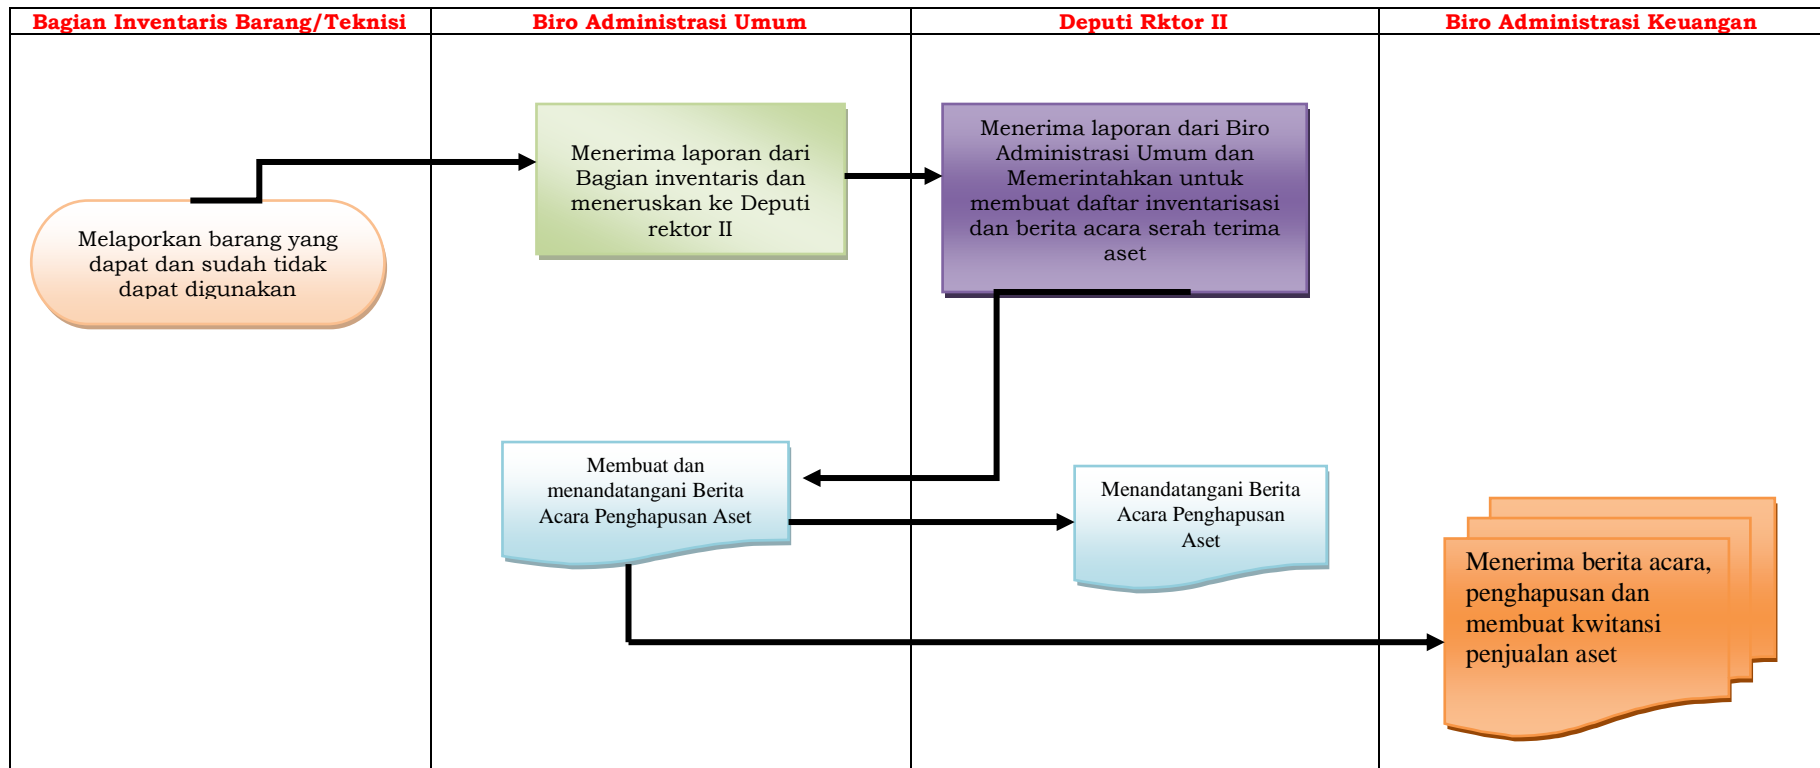 Bagian Inventaris Barang/Teknisi
Biro Administrasi Umum
Deputi Rktor II
Biro Administrasi Keuangan
Melaporkan barang yang
dapat dan sudah tidak
dapat digunakan
Menerima laporan dari
Bagian inventaris dan
meneruskan ke Deputi
rektor II
Menerima laporan dari Biro
Administrasi Umum dan
Memerintahkan untuk
membuat daftar inventarisasi
dan berita acara serah terima
aset
Membuat dan
menandatangani Berita
Acara Penghapusan Aset
Menandatangani Berita
Acara Penghapusan
Aset
Menerima berita acara,
penghapusan dan
membuat kwitansi
penjualan aset